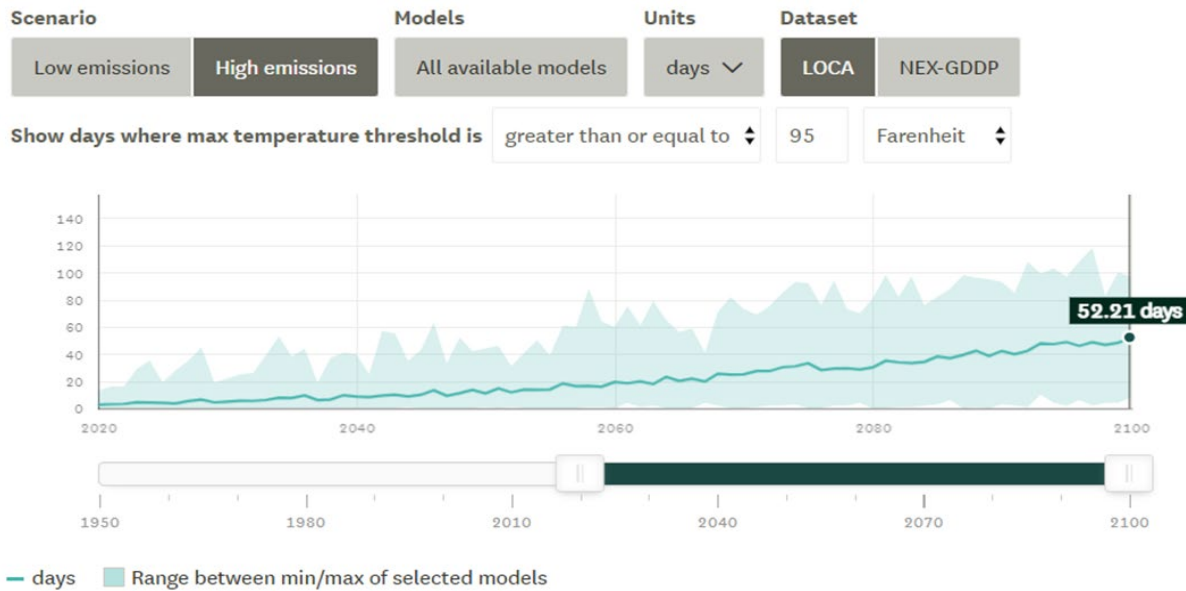 Scenario Models Units Dataset
Low emissions High emissions All available models days LOCA NEX-GDDP
Show days where max temperature threshold is greater than or equal to 95 Farenheit
140
120
100
80
60
40
20
0
52.21 days
2020 2040 2060 2080 2100
1950 1980 2010 2040 2070 2100
days Range between min/max of selected models